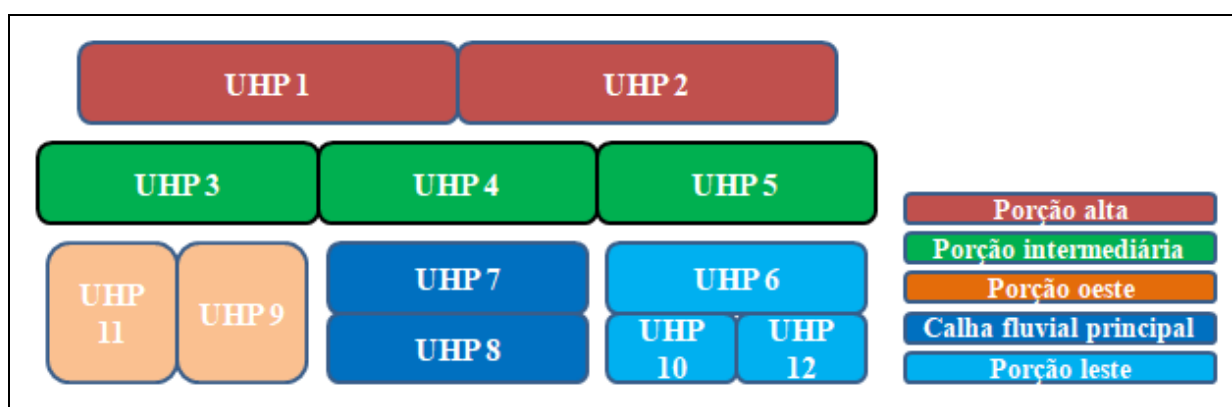 UHP 1
UHP 2
UHP 3
UHP 4
UHP 5
UHP
11
UHP 9
UHP 7
UHP 8
UHP 6
UHP
10
UHP
12
Porção alta
Porção intermediária
Porção oeste
Calha fluvial principal
Porção leste